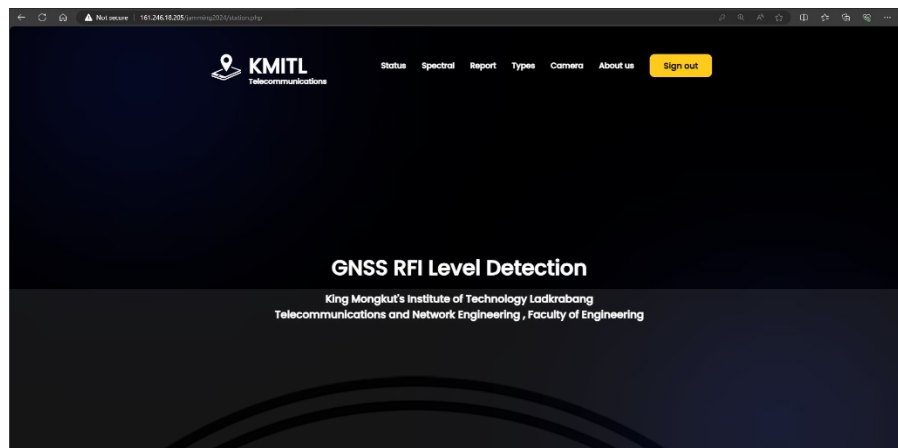 Not secure | 161.246.18.205/jamming2024/station.php
KMITL
Telecommunications
Status Spectral Report Types Camera About us Sign out
GNSS RFI Level Detection
King Mongkut's Institute of Technology Ladkrabang
Telecommunications and Network Engineering , Faculty of Engineering